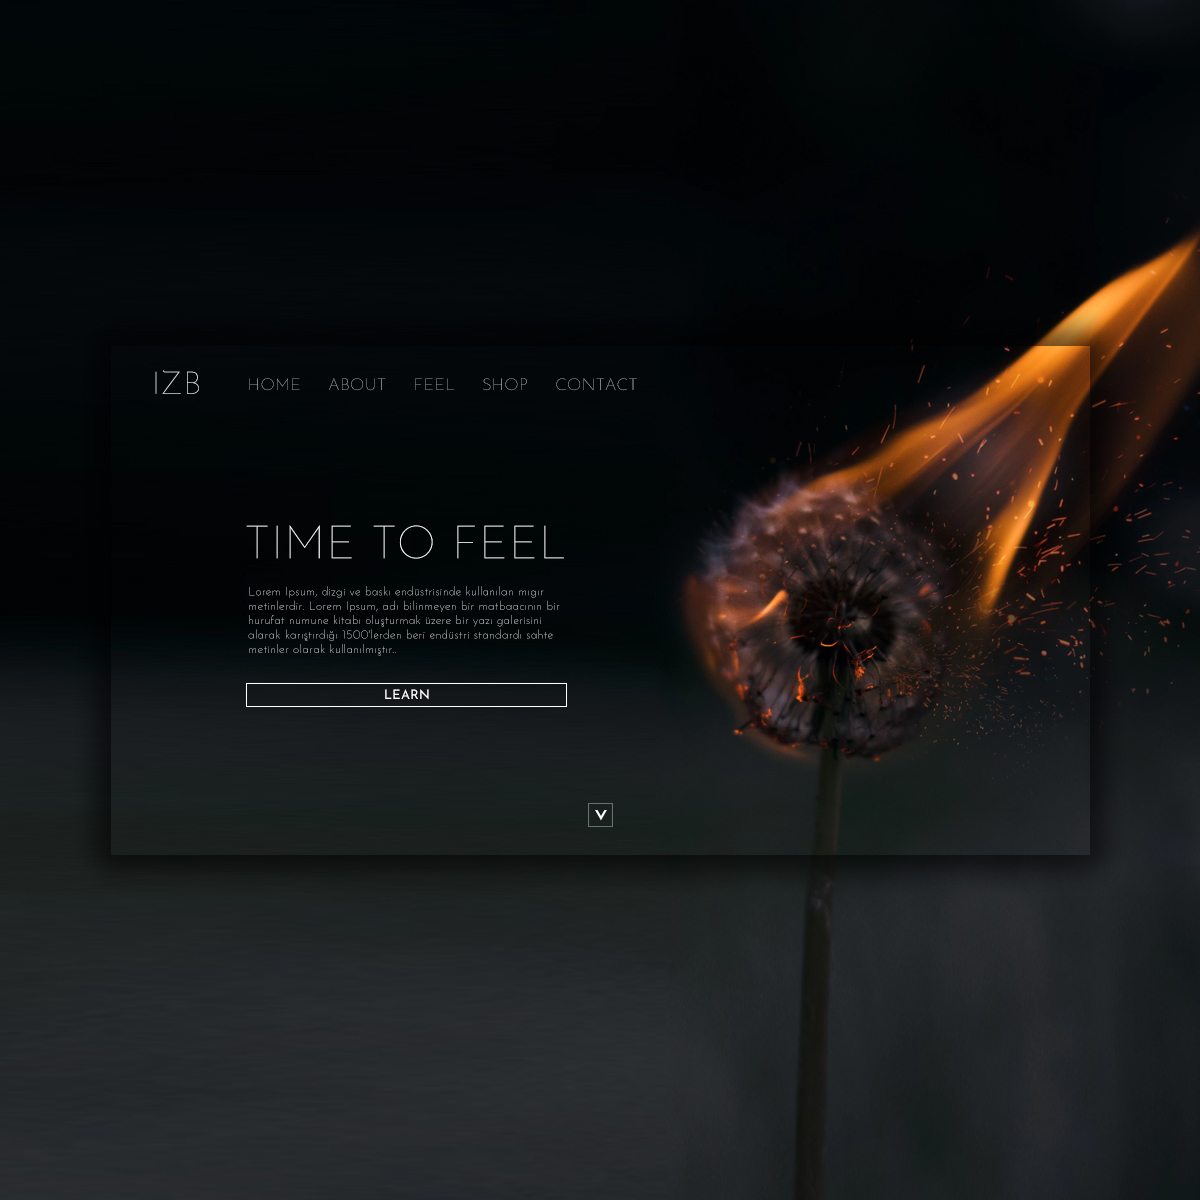 IZB
HOME ABOUT FEEL SHOP CONTACT
TIME TO FEEL
Lorem Ipsum, dizgi ve baskı endüstrisinde kullanılan mıgır
metinlerdir. Lorem Ipsum, adı bilinmeyen bir matbaacının bir
hurufat numune kitabı oluşturmak üzere bir yazı galerisini
alarak karıştırdığı 1500'lerden beri endüstri standardı sahte
metinler olarak kullanılmıştır..
LEARN
V